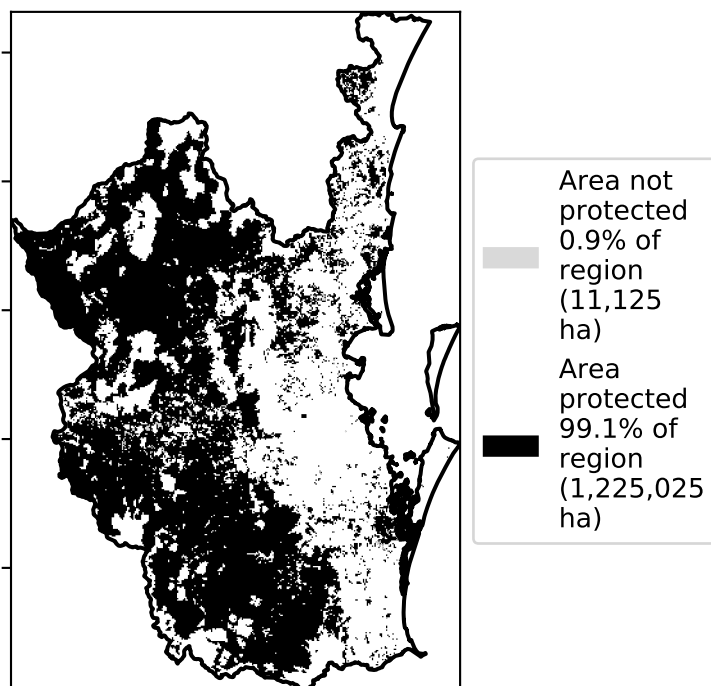 Area not
protected
0.9% of
region
(11,125
ha)
Area
protected
99.1% of
region
(1,225,025
ha)